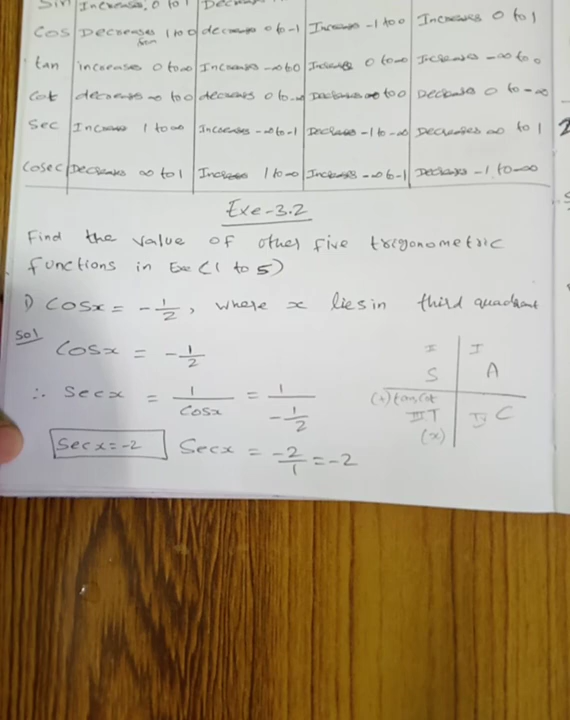 Sin Increases, 0 to 1
Cos Decreases 1 to 0 decreases 0 to -1 Increases -1 to 0 Increases 0 to 1
tan increases 0 to ∞ Increases -∞ to 0 Increases 0 to ∞ Increases -∞ to 0
Cot decreases ∞ to 0 decreases 0 to -∞ Decreases ∞ to 0 Decreases 0 to -∞
Sec Increases 1 to ∞ Increases -∞ to -1 Decreases -1 to -∞ Decreases ∞ to 1
Cosec Decreases ∞ to 1 Increases 1 to ∞ Increases -∞ to -1 Decreases -1 to -∞
Exe-3.2
Find the value of other five trigonometric
functions in Exe (1 to 5)
1) Cosx = -1/2, where x lies in third quadrant
Sol
Cosx = -1/2
∴ Secx = 1/Cosx = 1/-1/2
Secx = -2 Secx = -2/1 = -2
II I
S A
tan Cot
III T IV C
(x)